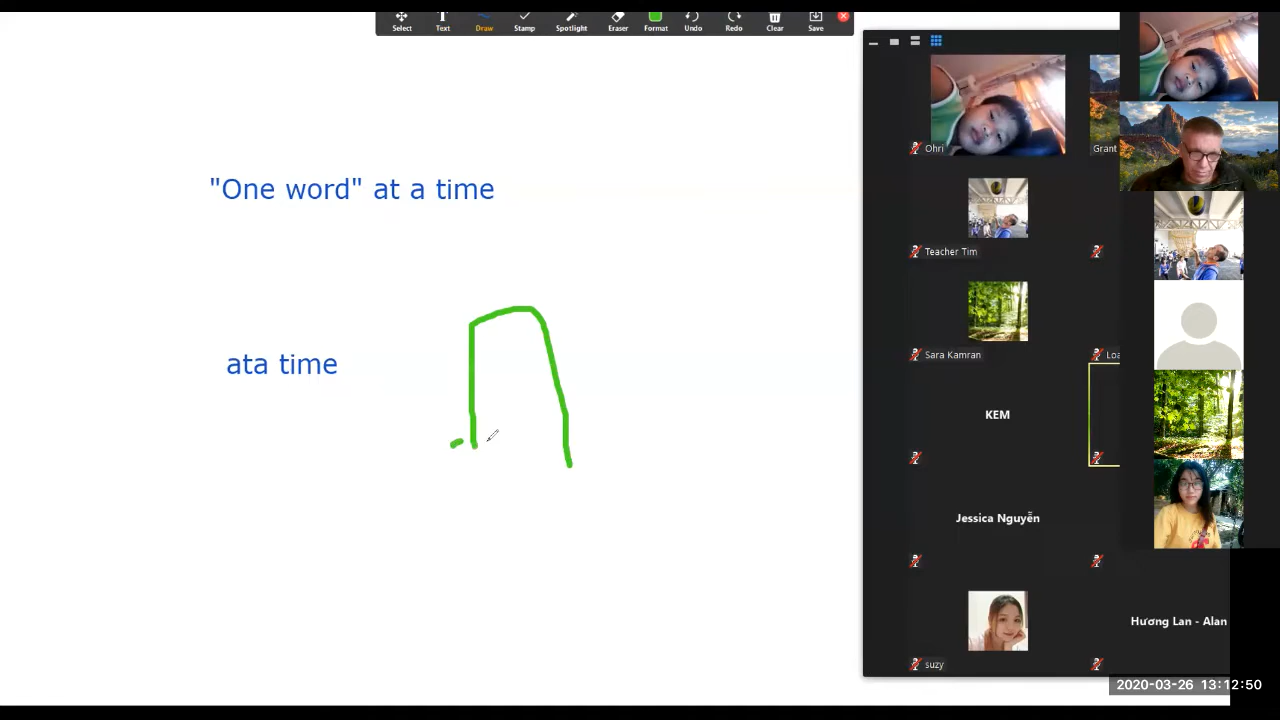 Select Text Draw Stamp Spotlight Eraser Format Undo Redo Clear Save
"One word" at a time
ata time
Ohri
Grant
Teacher Tim
Sara Kamran
Loa
KEM
Jessica Nguyễn
suzy
Hương Lan - Alan
2020-03-26 13:12:50